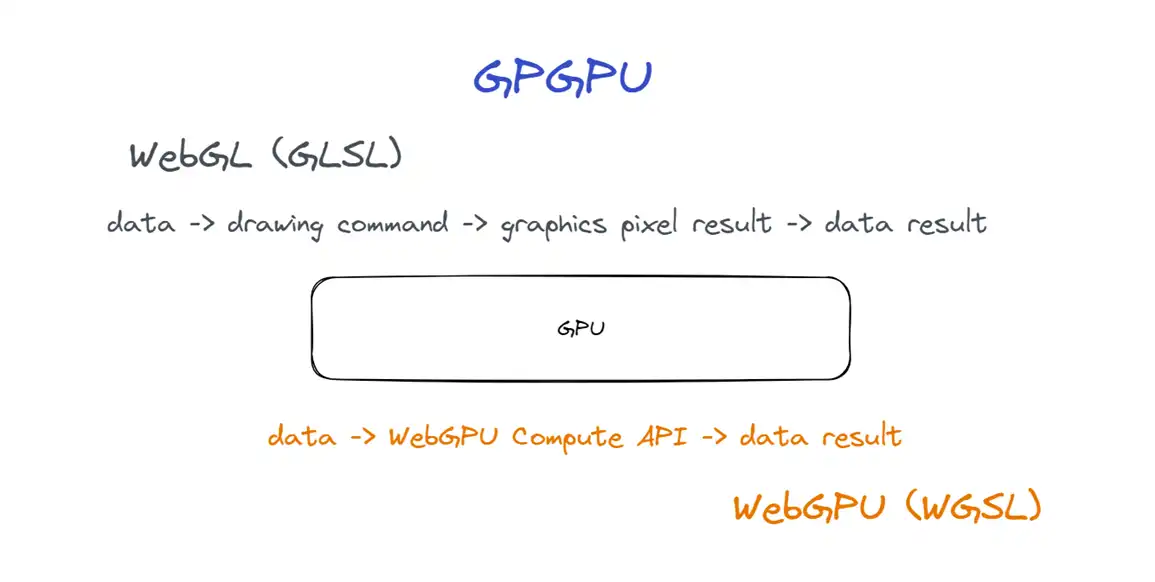 GPGPU
WebGL (GLSL)
data -> drawing command -> graphics pixel result -> data result
GPU
data -> WebGPU Compute API -> data result
WebGPU (WGSL)